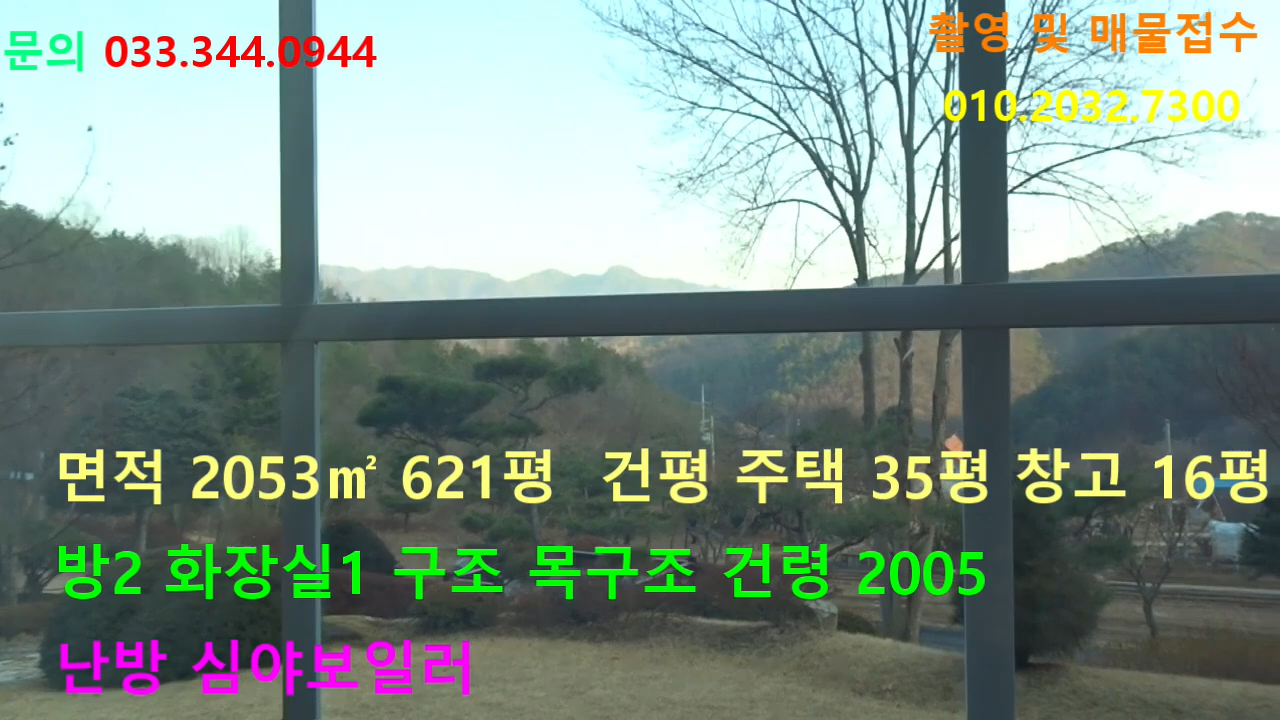 문의 033.344.0944
촬영 및 매물접수
010.2032.7300
면적 2053㎡ 621평 건평 주택 35평 창고 16평
방2 화장실1 구조 목구조 건령 2005
난방 심야보일러